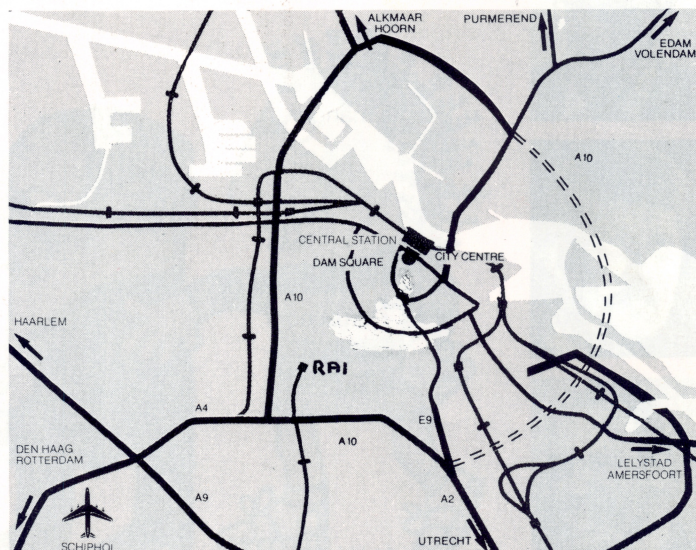 ALKMAAR
HOORN
PURMEREND
EDAM
VOLENDAM
A10
CENTRAL STATION
DAM SQUARE
CITY CENTRE
A10
HAARLEM
RAI
A4
E9
A10
DEN HAAG
ROTTERDAM
LELYSTAD
AMERSFOORT
A9
A2
UTRECHT
SCHIPHOL